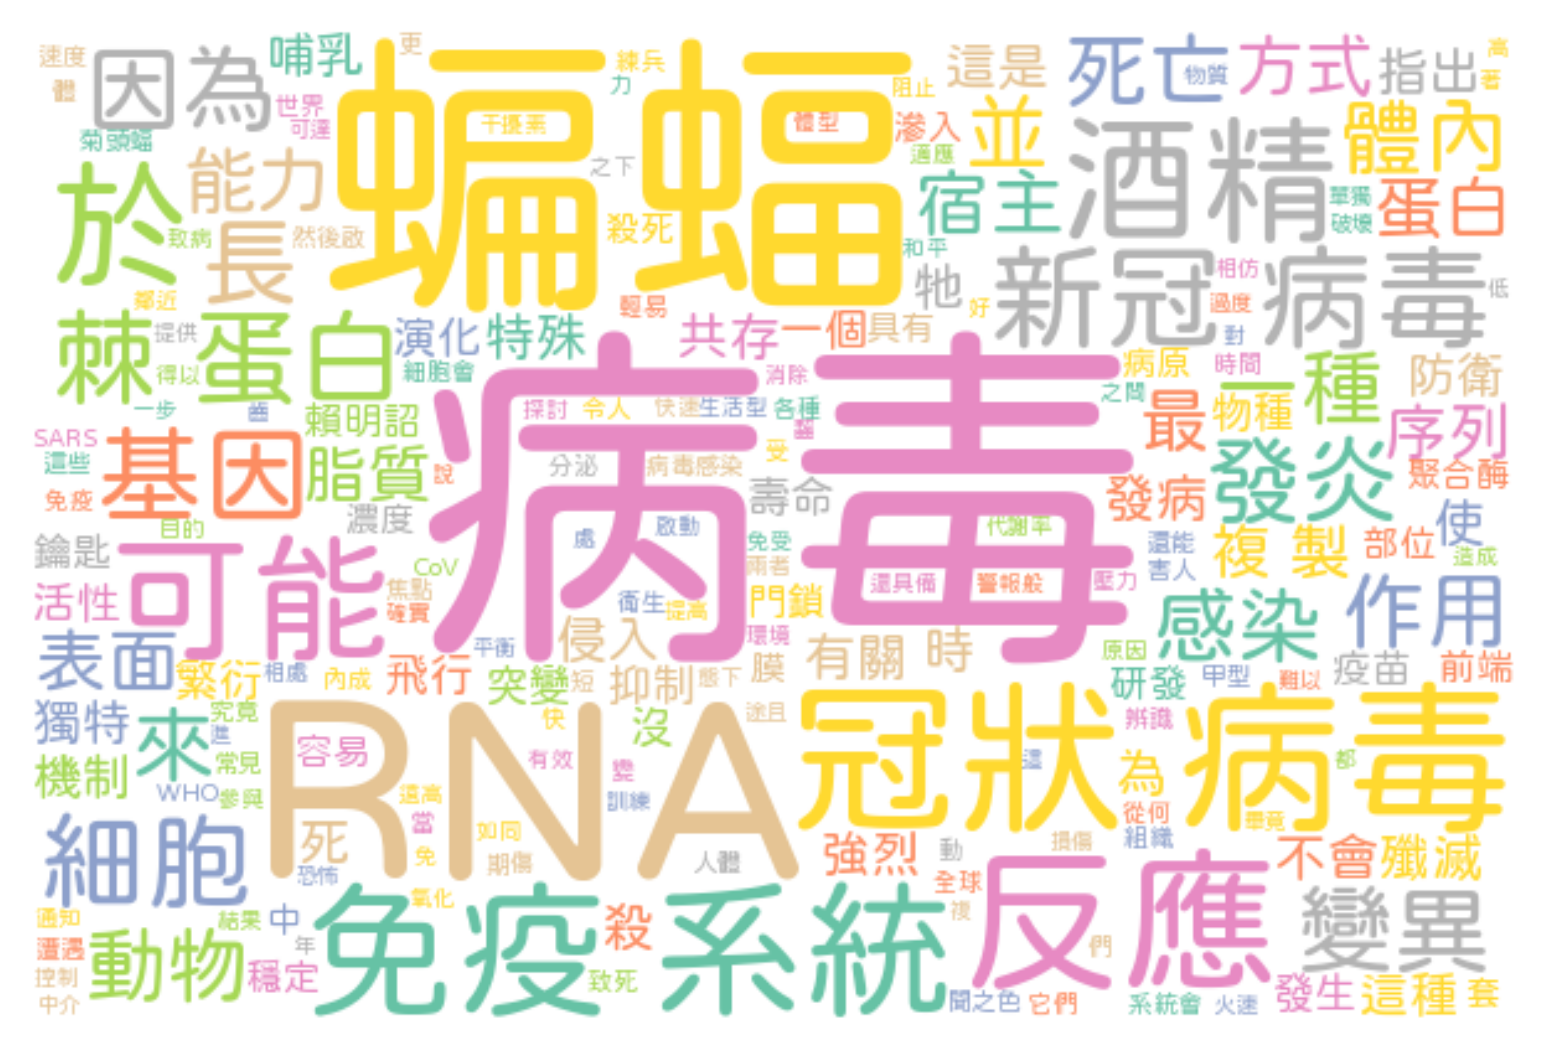 速度
體
因為
哺乳
更
世界
可達
菊頭蝠
蝙蝠
練兵
力
干擾素
之下
體型
阻止
這是
死亡
物質
方式
指出
高
著
滲入
適應
並
酒精
體內
單獨
破壞
蛋白
於
致病
能力
長
然後啟
殺死
宿主
和平
牠
新冠病毒
相仿
過度
對
低
鄰近
輕易
好
棘蛋白
提供
得以
一步
齒
演化
特殊
細胞會
共存
一個
具有
病原
之間
時間
一種
防衛
消除
賴明詔
探討
令人
快速
生活型
各種
最
物種
序列
SARS
這些
免疫
基因
脂質
說
分泌
病毒感染
受
病毒
壽命
發病
發炎
聚合酶
目的
濃度
處
啟動
免受
兩者
代謝率
還能
害人
複製
部位
使
造成
鑰匙
可能
CoV
焦點
確實
活性
衛生
提高
門鎖
還具備
警報般
壓力
感染
作用
環境
表面
繁衍
相處
內成
飛行
平衡
突變
短
侵入
抑制
態下
膜
有關
時
原因
研發
甲型
難以
疫苗
前端
獨特
來
究竟
進
機制
常見
WHO
參與
RNA
容易
快
沒
途且
有效
變
訓練
冠狀病毒
這
辨識
為
從何
組織
都
畢竟
細胞
死
恐怖
還高
當
免
如同
期傷
人體
強烈
動
全球
損傷
不會
殲滅
氧化
通知
遭遇
控制
中介
動物
結果
中
年
穩定
免疫系統
殺
致死
複
反應
們
變異
聞之色
它們
系統會
火速
發生
這種
套